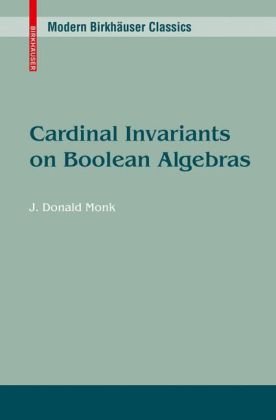 BIRKHÄUSER
Modern Birkhäuser Classics
Cardinal Invariants
on Boolean Algebras
J. Donald Monk